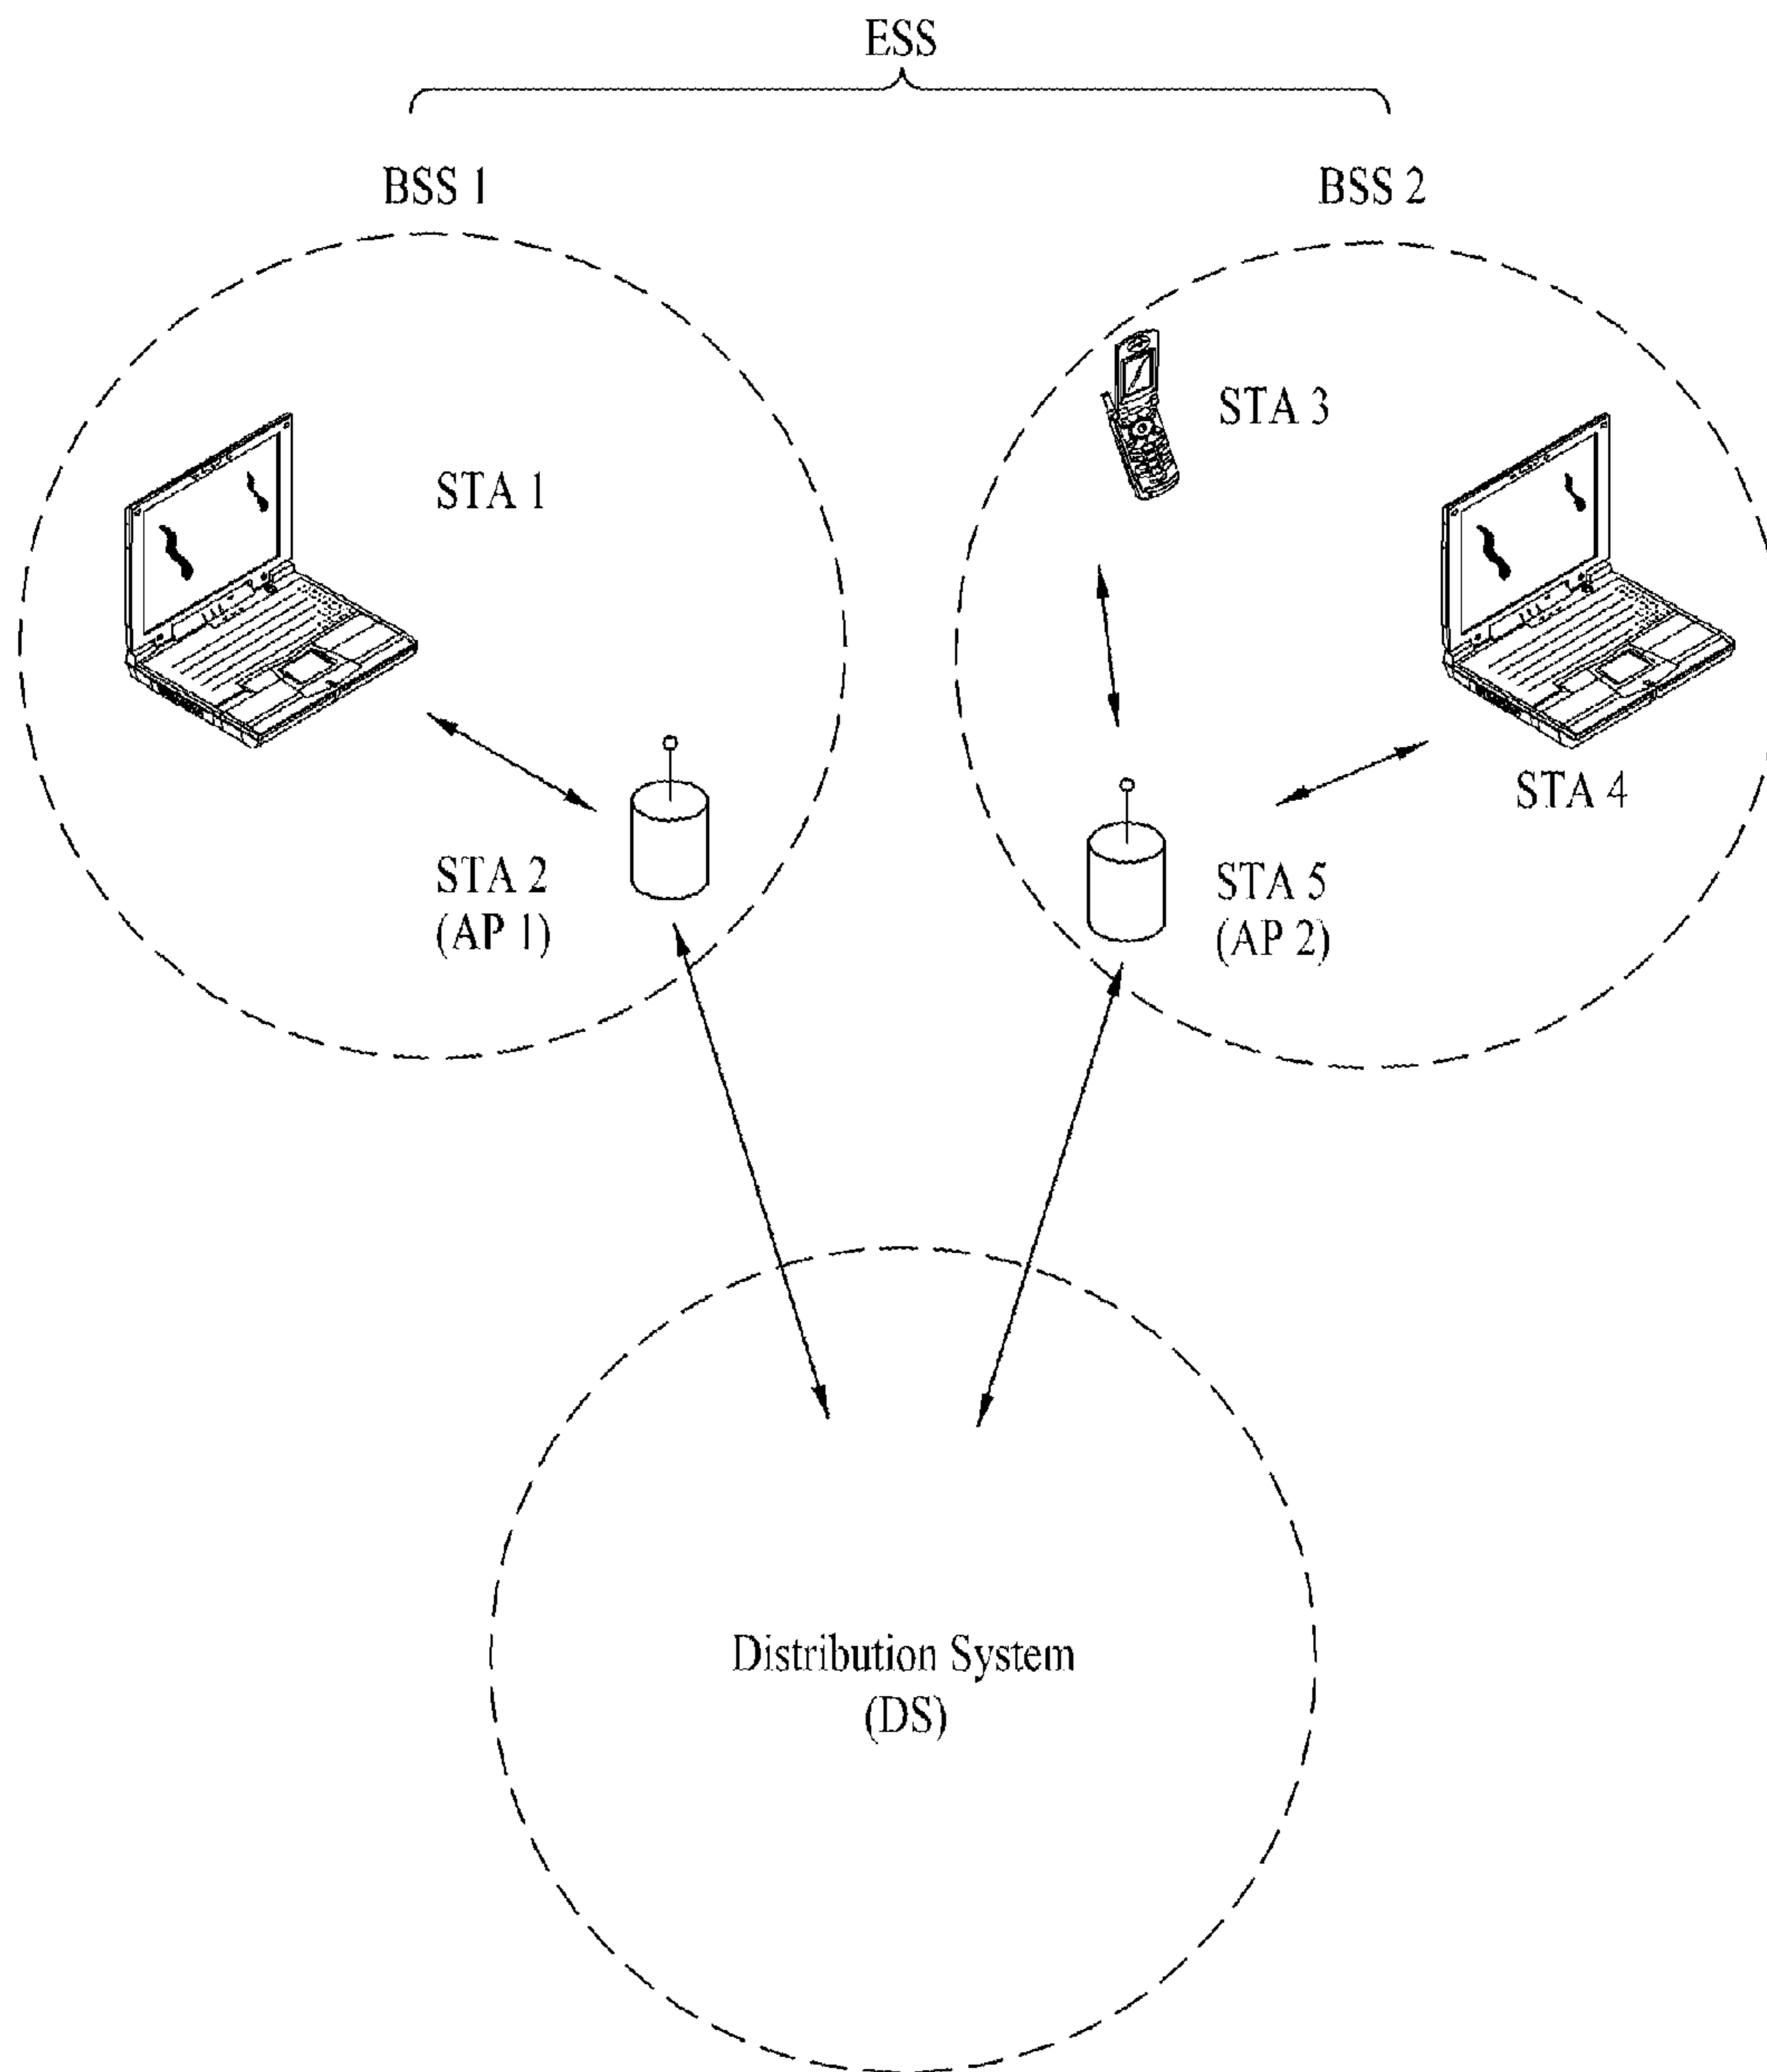 ESS
BSS 1
BSS 2
STA 3
STA 1
STA 4
STA 2
(AP 1)
STA 5
(AP 2)
Distribution System
(DS)